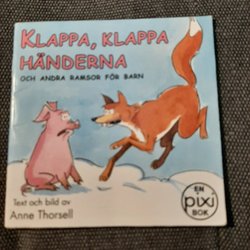 KLAPPA, KLAPPA
HÄNDERNA
OCH ANDRA RAMSOR FÖR BARN
Text och bild av
Anne Thorsell
EN
pixi
BOK